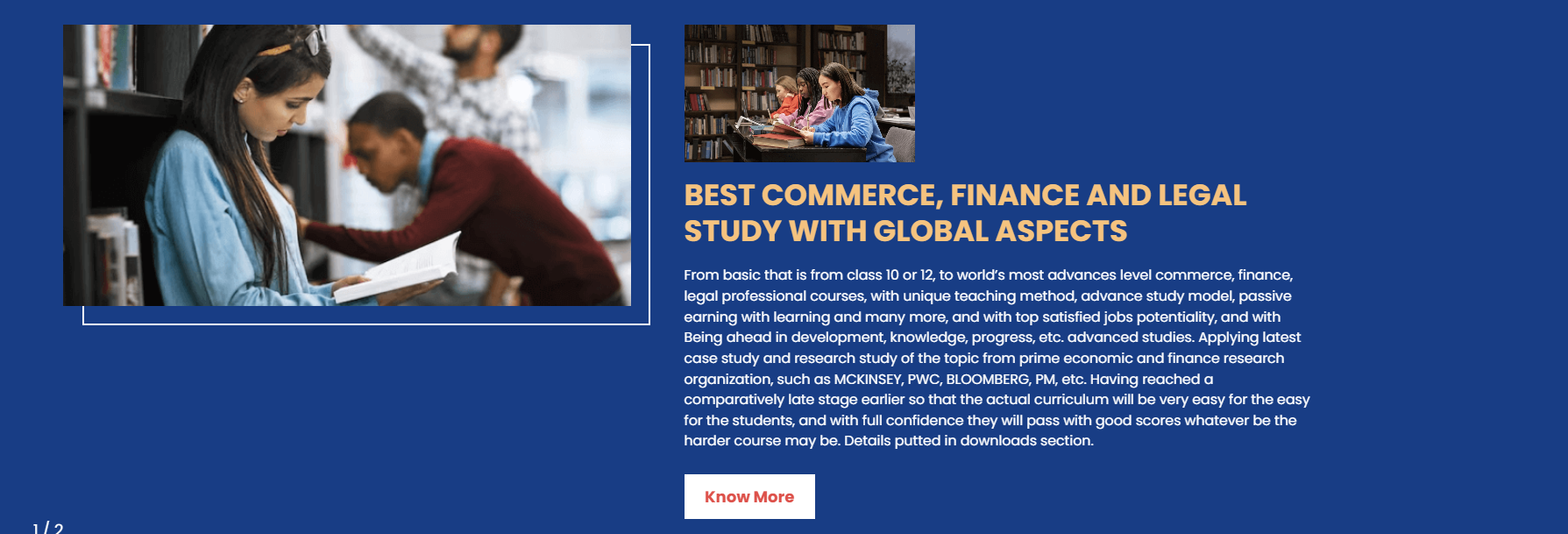 BEST COMMERCE, FINANCE AND LEGAL
STUDY WITH GLOBAL ASPECTS
From basic that is from class 10 or 12, to world’s most advances level commerce, finance,
legal professional courses, with unique teaching method, advance study model, passive
earning with learning and many more, and with top satisfied jobs potentiality, and with
Being ahead in development, knowledge, progress, etc. advanced studies. Applying latest
case study and research study of the topic from prime economic and finance research
organization, such as MCKINSEY, PWC, BLOOMBERG, PM, etc. Having reached a
comparatively late stage earlier so that the actual curriculum will be very easy for the easy
for the students, and with full confidence they will pass with good scores whatever be the
harder course may be. Details putted in downloads section.
Know More
1 / 2